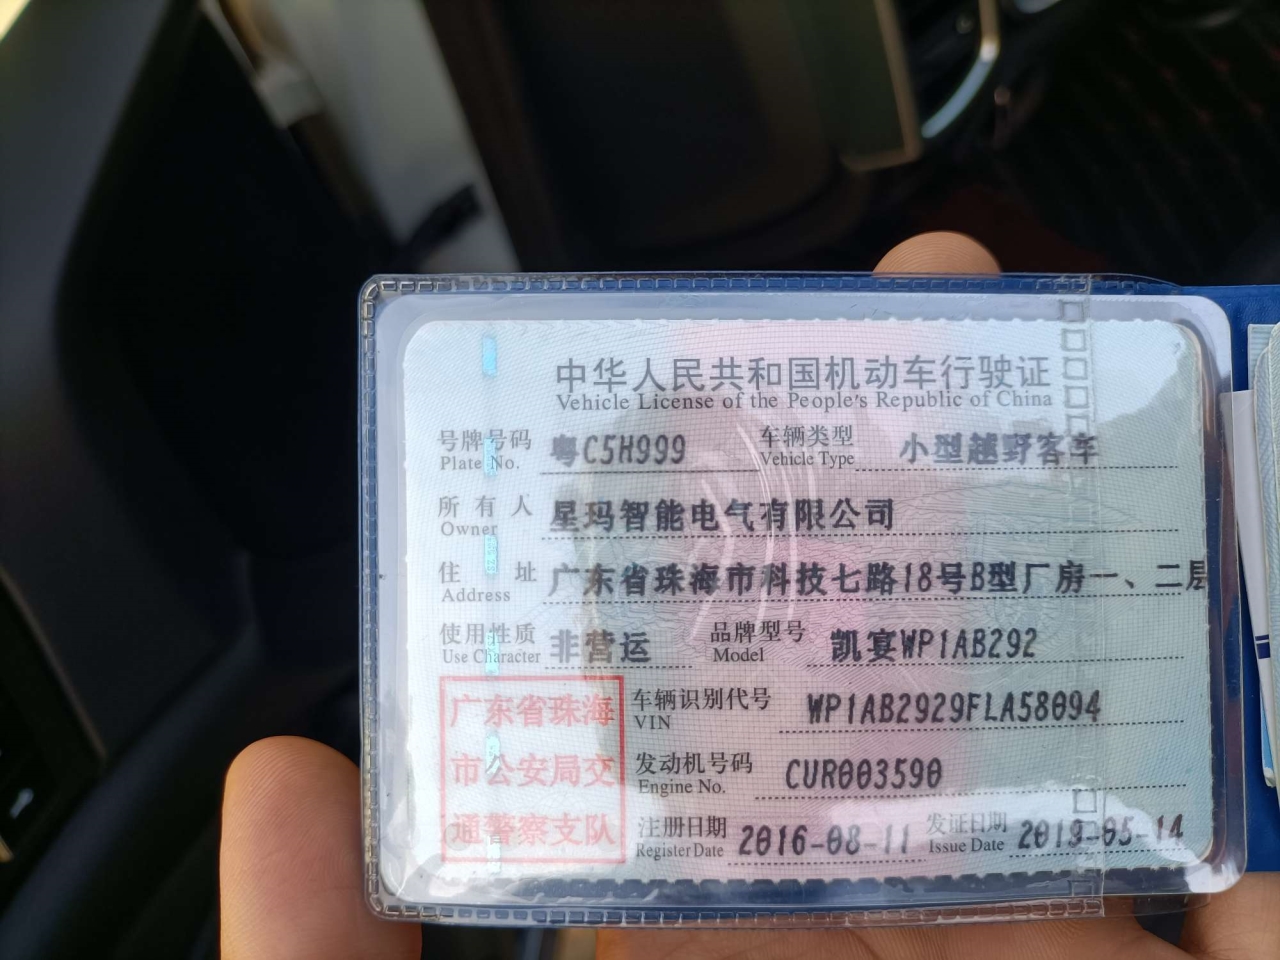 中华人民共和国机动车行驶证
Vehicle License of the People's Republic of China
号牌号码 粤C5H999 车辆类型 小型越野客车
Plate No. Vehicle Type
所有人 星玛智能电气有限公司
Owner
住址 广东省珠海市科技七路18号B型厂房一、二层
Address
使用性质 非营运 品牌型号 凯宴WP1AB292
Use Character Model
车辆识别代号 WP1AB2929FLA58094
VIN
发动机号码 CUR003590
Engine No.
注册日期 2016-08-11 发证日期 2019-05-14
Register Date Issue Date
广东省珠海
市公安局交
通警察支队